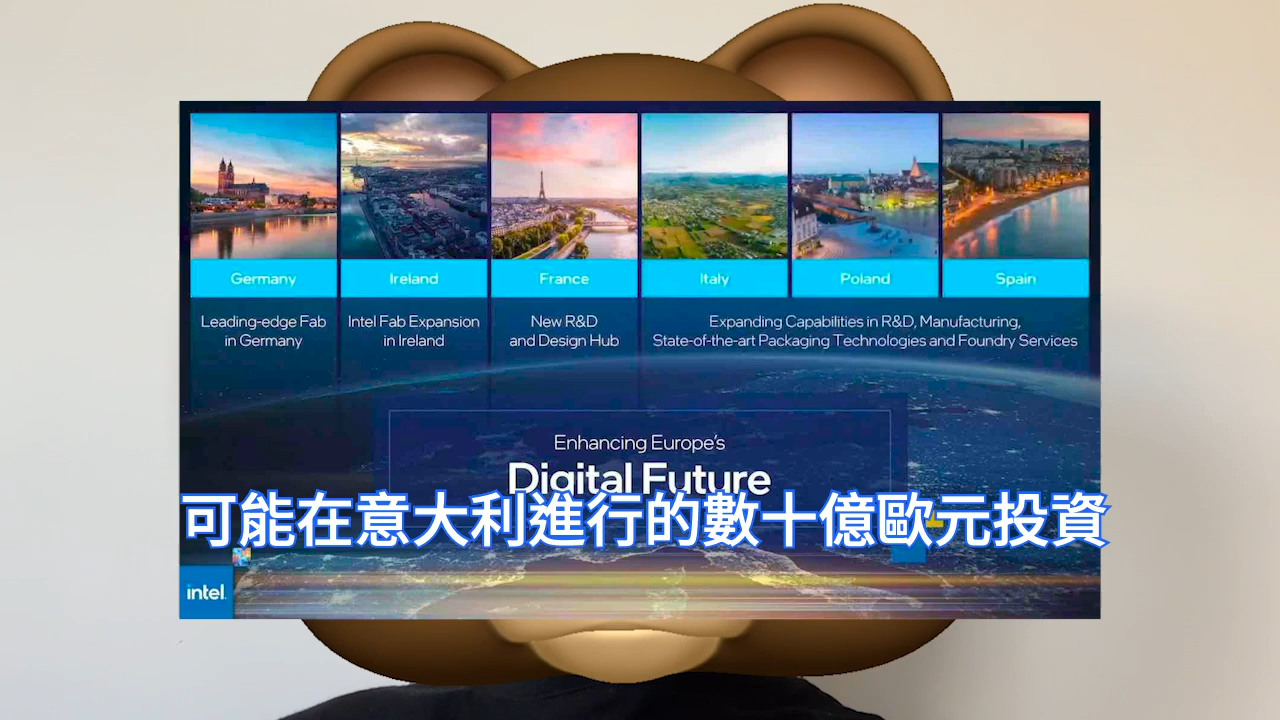 Germany
Ireland
France
Italy
Poland
Spain
Leading-edge Fab
in Germany
Intel Fab Expansion
in Ireland
New R&D
and Design Hub
Expanding Capabilities in R&D, Manufacturing,
State-of-the-art Packaging Technologies and Foundry Services
Enhancing Europe's
Digital Future
可能在意大利進行的數十億歐元投資
intel.